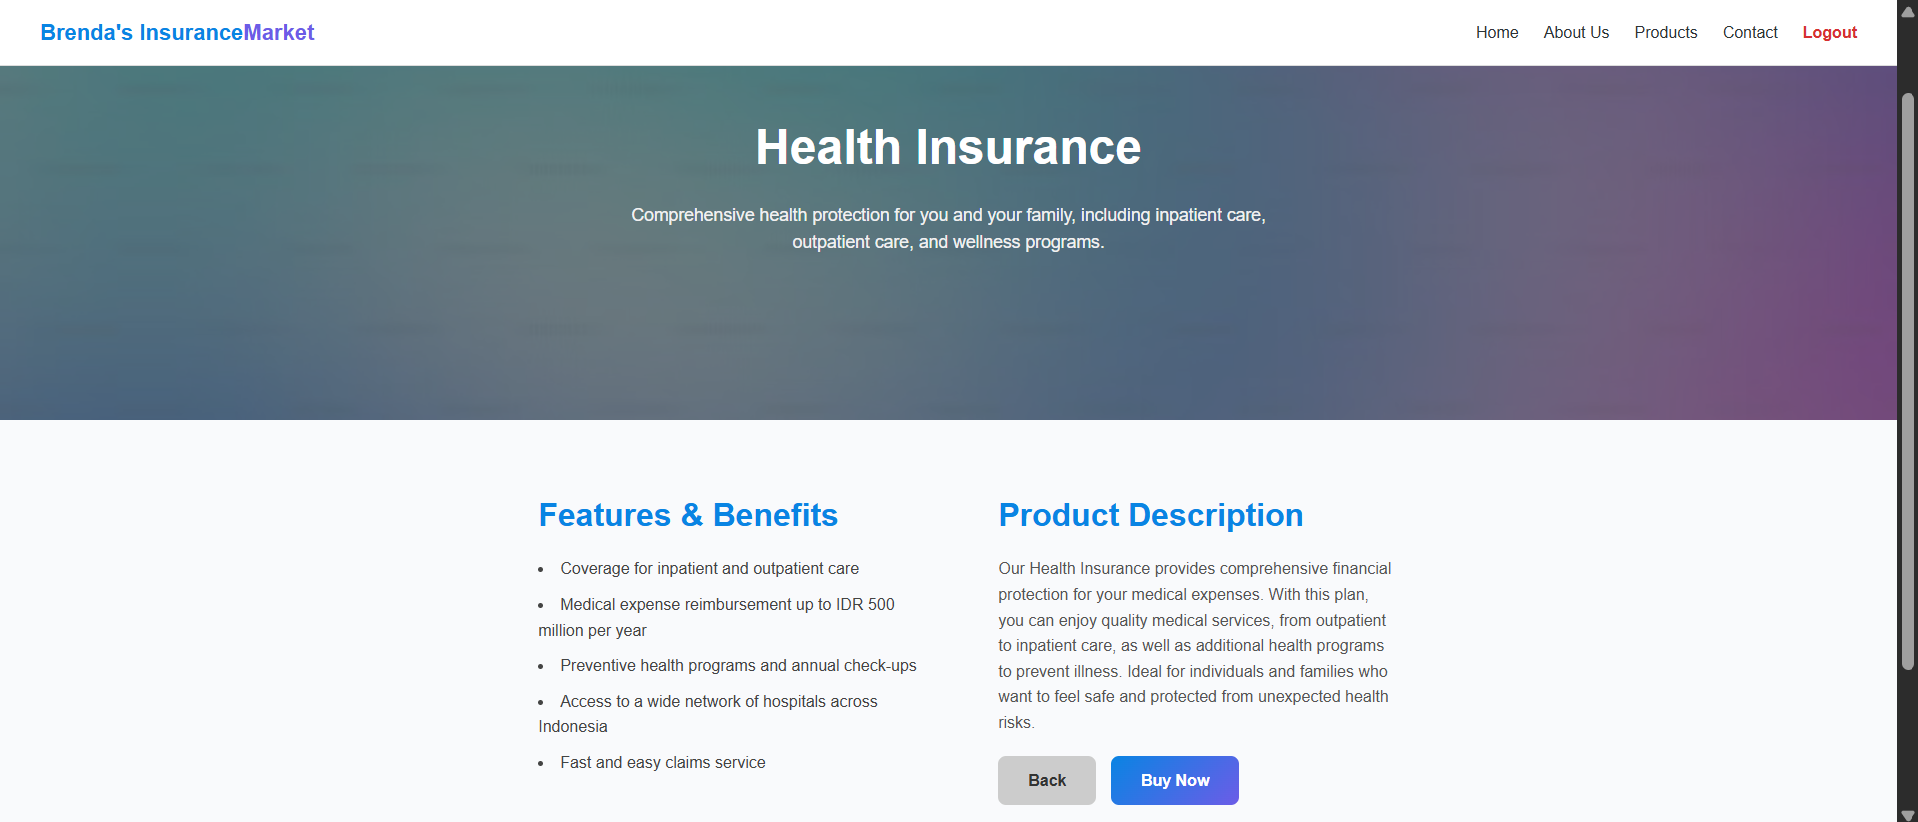 Brenda's InsuranceMarket
Home About Us Products Contact Logout
Health Insurance
Comprehensive health protection for you and your family, including inpatient care,
outpatient care, and wellness programs.
Features & Benefits
• Coverage for inpatient and outpatient care
• Medical expense reimbursement up to IDR 500
million per year
• Preventive health programs and annual check-ups
• Access to a wide network of hospitals across
Indonesia
• Fast and easy claims service
Product Description
Our Health Insurance provides comprehensive financial
protection for your medical expenses. With this plan,
you can enjoy quality medical services, from outpatient
to inpatient care, as well as additional health programs
to prevent illness. Ideal for individuals and families who
want to feel safe and protected from unexpected health
risks.
Back Buy Now